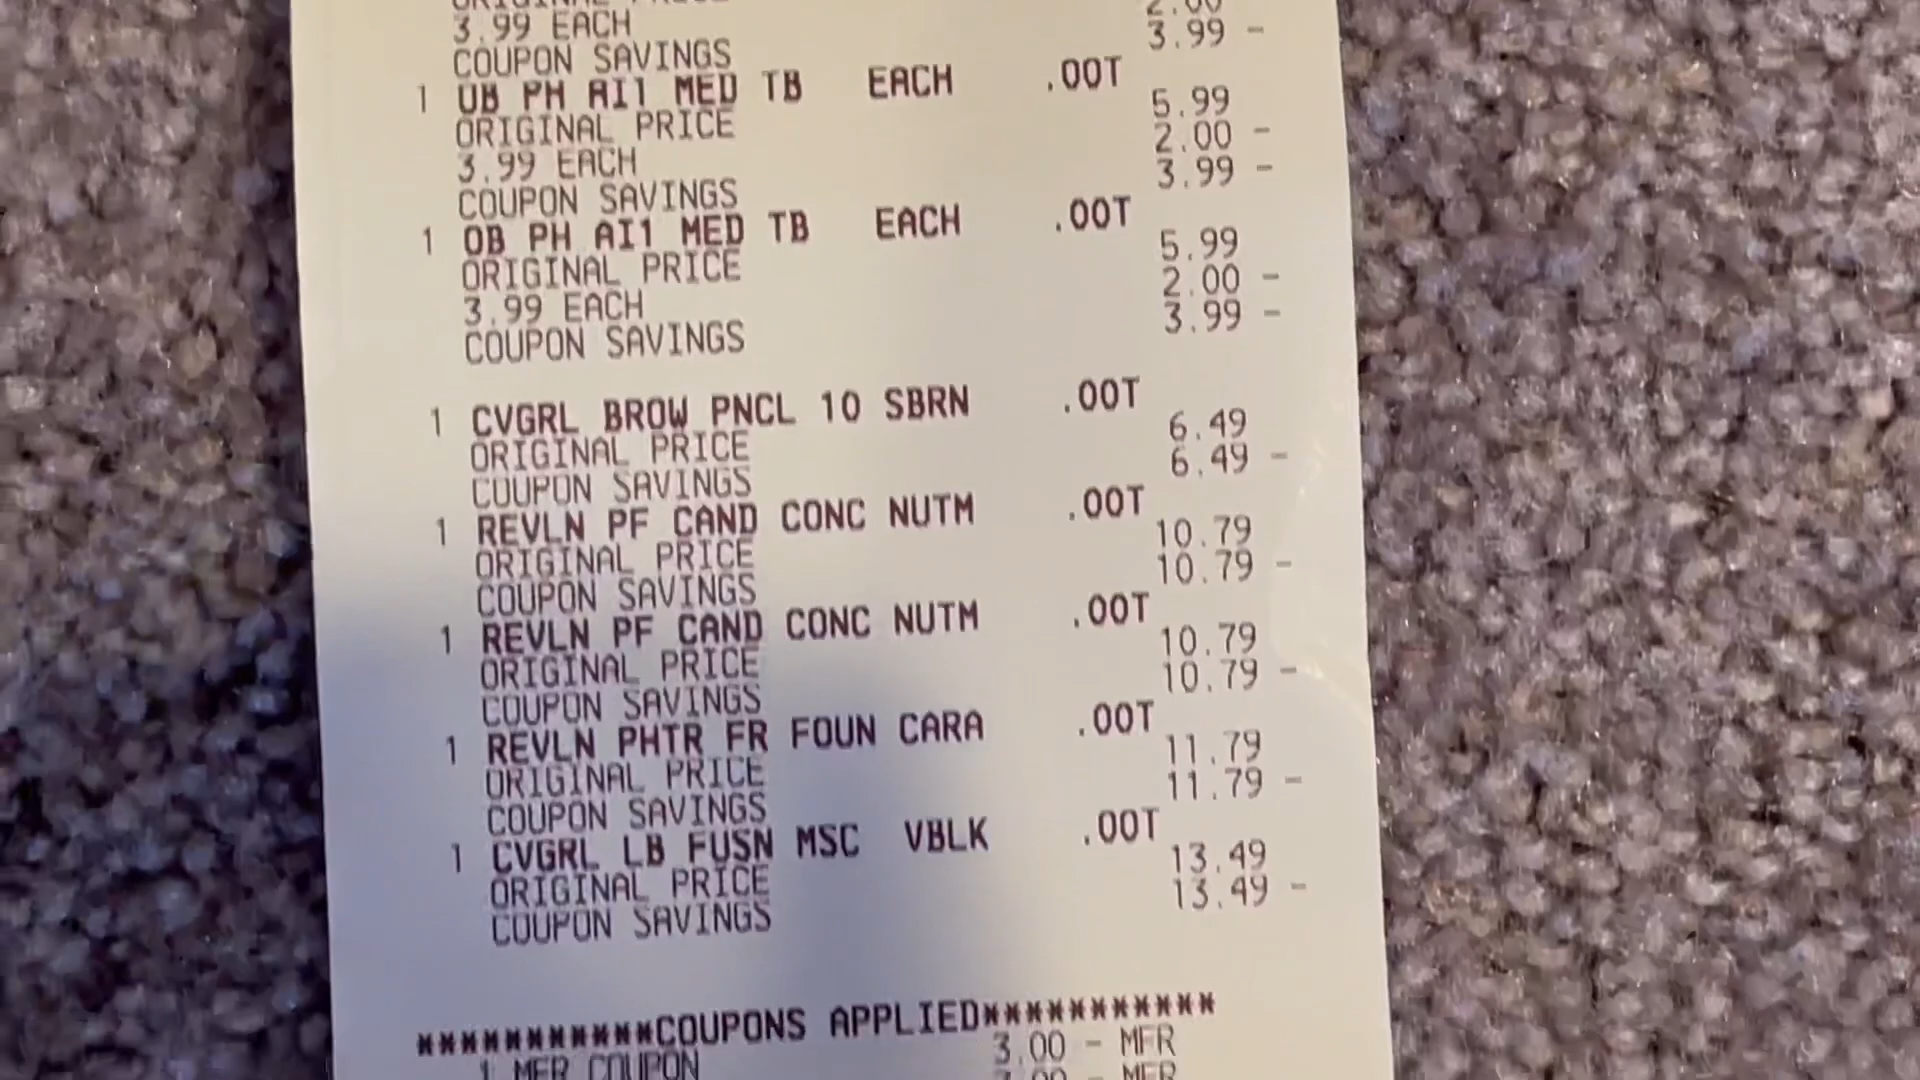 ORIGINAL PRICE 2.00
3.99 EACH 3.99 -
COUPON SAVINGS
1 OB PH AI1 MED TB EACH .00T
ORIGINAL PRICE 5.99
3.99 EACH 2.00 -
COUPON SAVINGS 3.99 -
1 OB PH AI1 MED TB EACH .00T
ORIGINAL PRICE 5.99
3.99 EACH 2.00 -
COUPON SAVINGS 3.99 -
1 CVGRL BROW PNCL 10 SBRN .00T
ORIGINAL PRICE 6.49
COUPON SAVINGS 6.49 -
1 REVLN PF CAND CONC NUTM .00T
ORIGINAL PRICE 10.79
COUPON SAVINGS 10.79 -
1 REVLN PF CAND CONC NUTM .00T
ORIGINAL PRICE 10.79
COUPON SAVINGS 10.79 -
1 REVLN PHTR FR FOUN CARA .00T
ORIGINAL PRICE 11.79
COUPON SAVINGS 11.79 -
1 CVGRL LB FUSN MSC VBLK .00T
ORIGINAL PRICE 13.49
COUPON SAVINGS 13.49 -
***********COUPONS APPLIED***********
1 MFR COUPON 3.00 - MFR
MFR